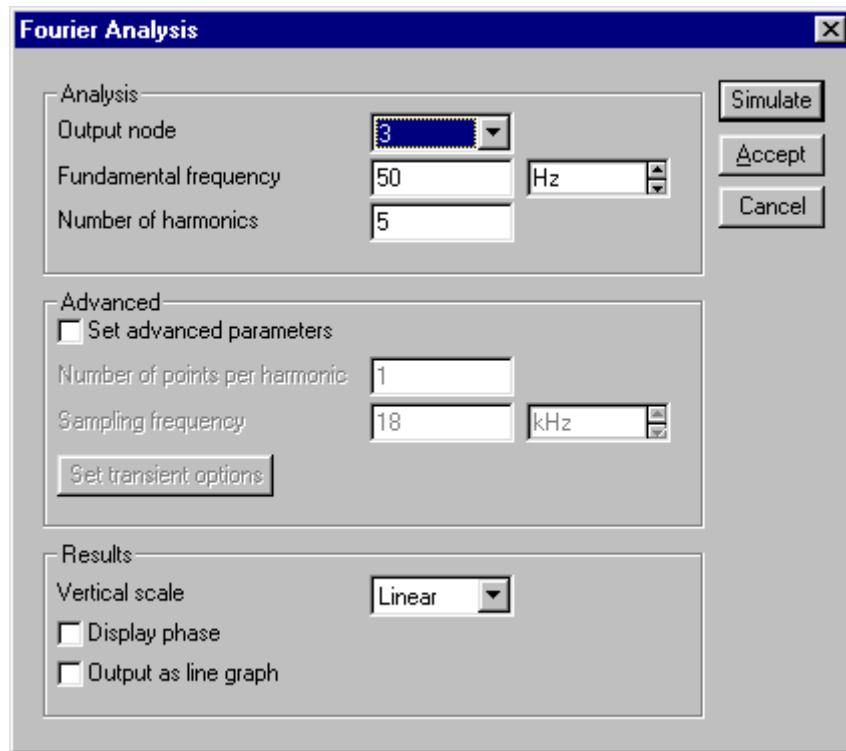 Fourier Analysis
Analysis
Simulate
Output node 3
Accept
Fundamental frequency 50 Hz
Cancel
Number of harmonics 5
Advanced
Set advanced parameters
Number of points per harmonic 1
Sampling frequency 18 kHz
Set transient options
Results
Vertical scale Linear
Display phase
Output as line graph